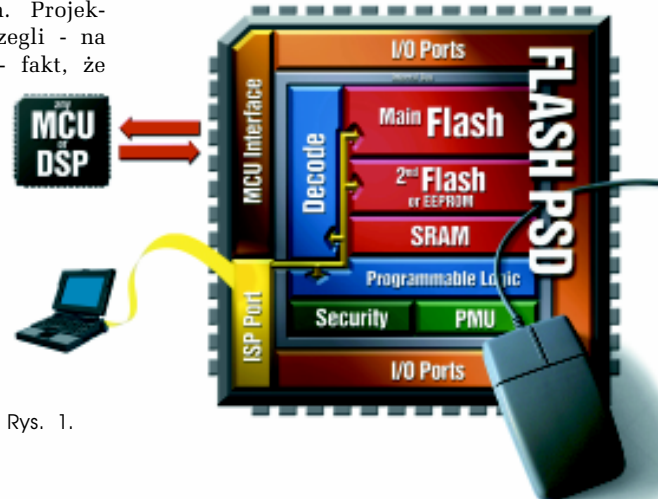 n. Projek-
zegli - na
- fakt, że
any
MCU
or
DSP
I/O Ports
MCU Interface
Decode
Main Flash
2nd Flash
or EEPROM
SRAM
Programmable Logic
Security
PMU
ISP Port
I/O Ports
FLASH PSD
Rys. 1.